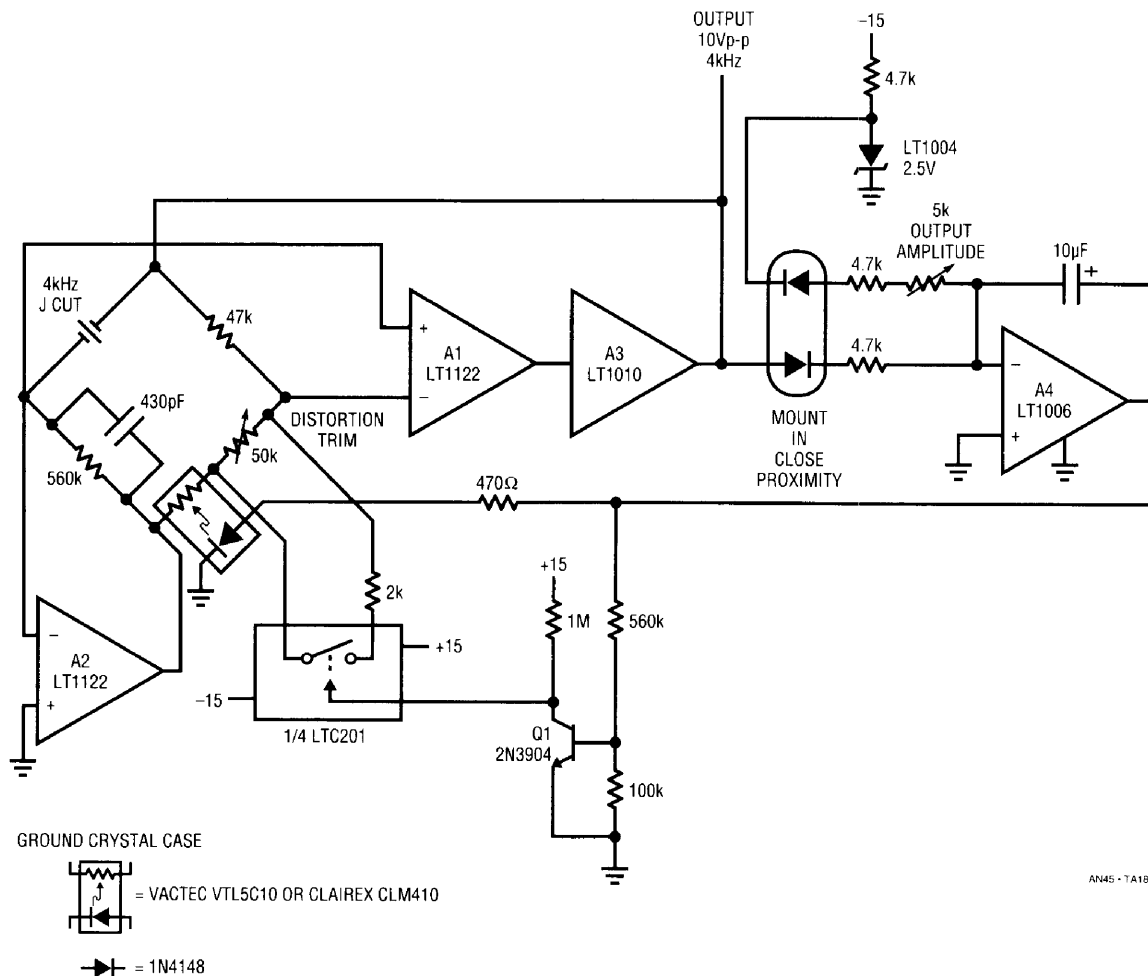 OUTPUT
10Vp-p
4kHz
–15
4.7k
LT1004
2.5V
5k
OUTPUT
AMPLITUDE
10µF
+
4kHz
J CUT
47k
+
A1
LT1122
–
A3
LT1010
4.7k
4.7k
–
A4
LT1006
+
MOUNT
IN
CLOSE
PROXIMITY
430pF
560k
DISTORTION
TRIM
50k
470Ω
+15
1M
560k
2k
–
A2
LT1122
+
+15
–15
1/4 LTC201
Q1
2N3904
100k
GROUND CRYSTAL CASE
= VACTEC VTL5C10 OR CLAIREX CLM410
= 1N4148
AN45 • TA18